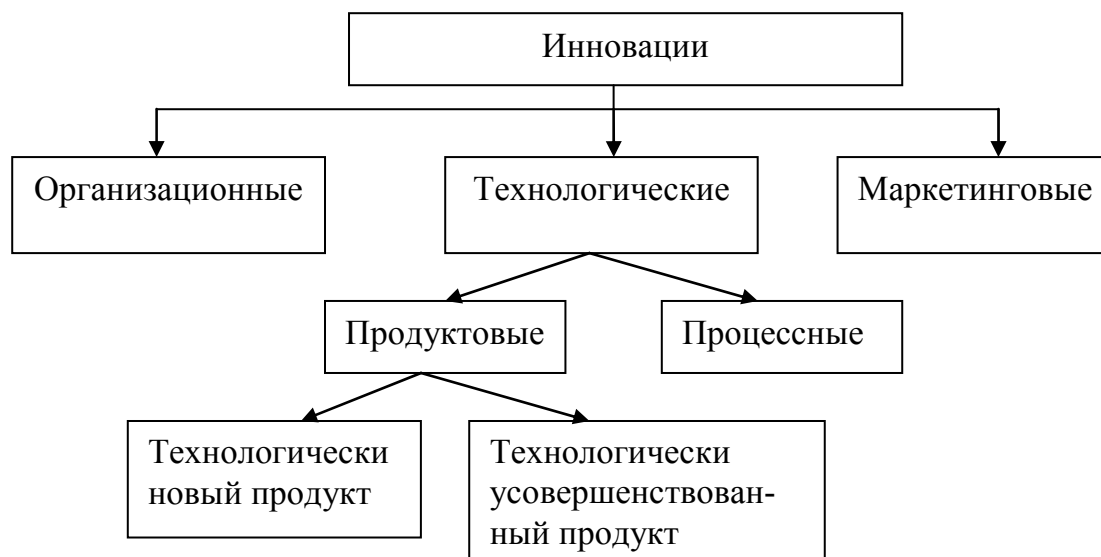 Инновации
Организационные
Технологические
Маркетинговые
Продуктовые
Процессные
Технологически
новый продукт
Технологически
усовершенствован-
ный продукт